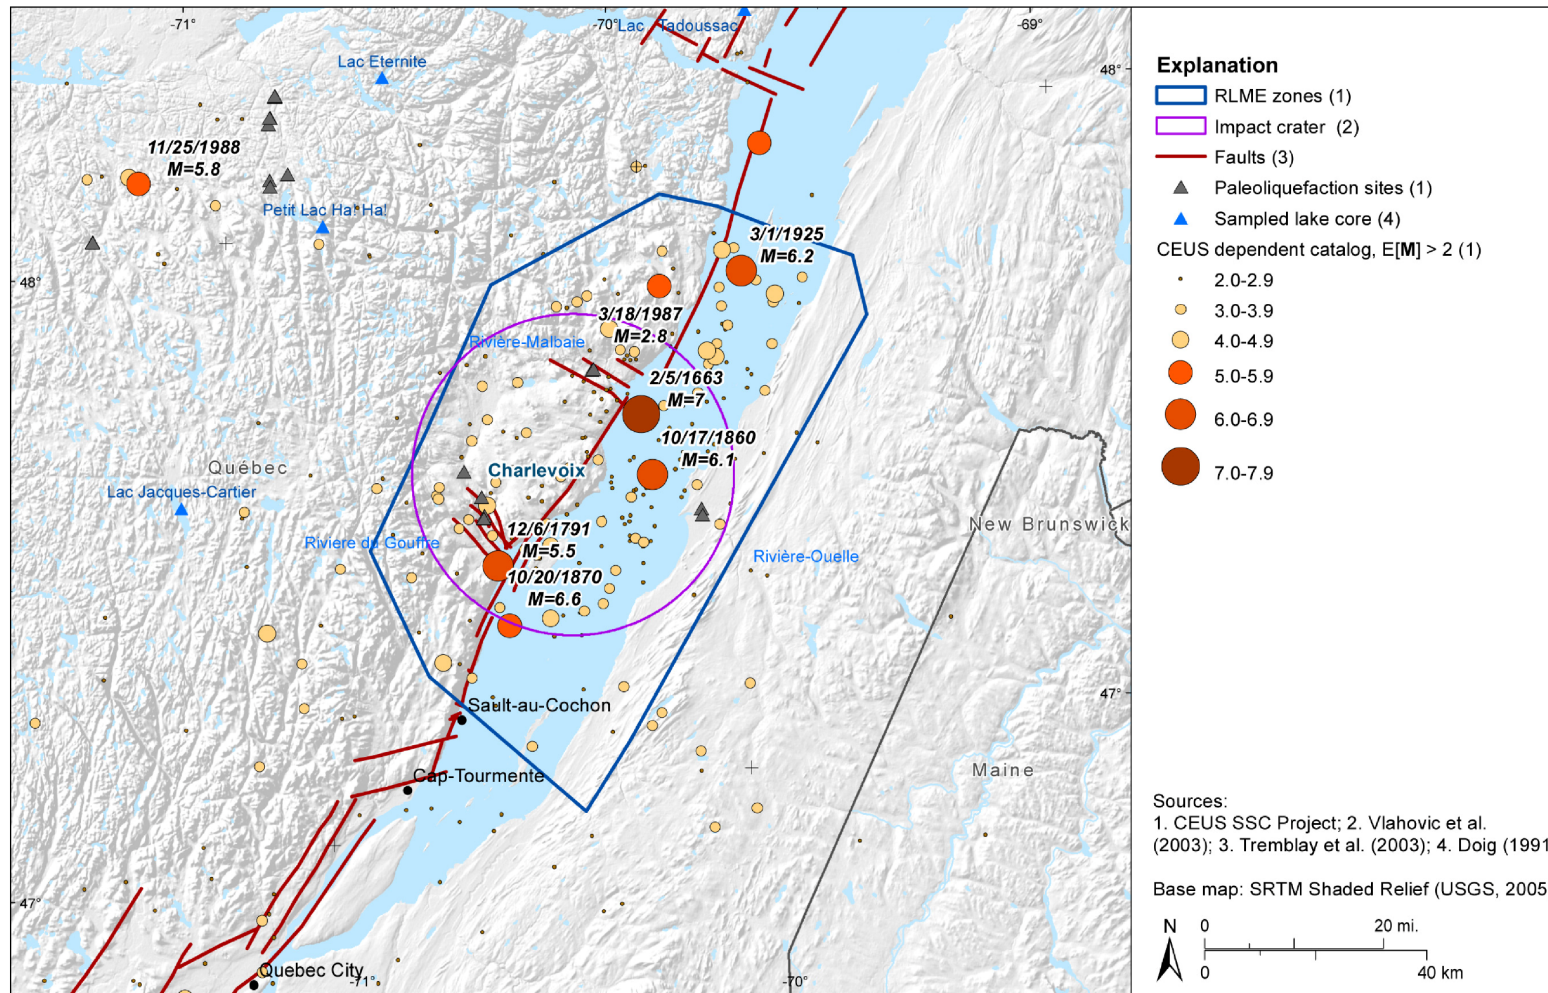 -71°
-70°
-69°
Lac Tadoussac
Lac Eternite
48°
11/25/1988
M=5.8
Petit Lac Ha! Ha!
3/1/1925
M=6.2
48°
3/18/1987
M=2.8
Rivière-Malbaie
2/5/1663
M=7
10/17/1860
M=6.1
Québec
Charlevoix
Lac Jacques-Cartier
New Brunswick
12/6/1791
M=5.5
Riviere du Gouffre
Rivière-Ouelle
10/20/1870
M=6.6
47°
Sault-au-Cochon
Cap-Tourmente
Maine
47°
Quebec City
-71°
-70°
Explanation
RLME zones (1)
Impact crater (2)
Faults (3)
Paleoliquefaction sites (1)
Sampled lake core (4)
CEUS dependent catalog, E[M] > 2 (1)
2.0-2.9
3.0-3.9
4.0-4.9
5.0-5.9
6.0-6.9
7.0-7.9
Sources:
1. CEUS SSC Project; 2. Vlahovic et al.
(2003); 3. Tremblay et al. (2003); 4. Doig (1991
Base map: SRTM Shaded Relief (USGS, 2005
N
0 20 mi.
0 40 km